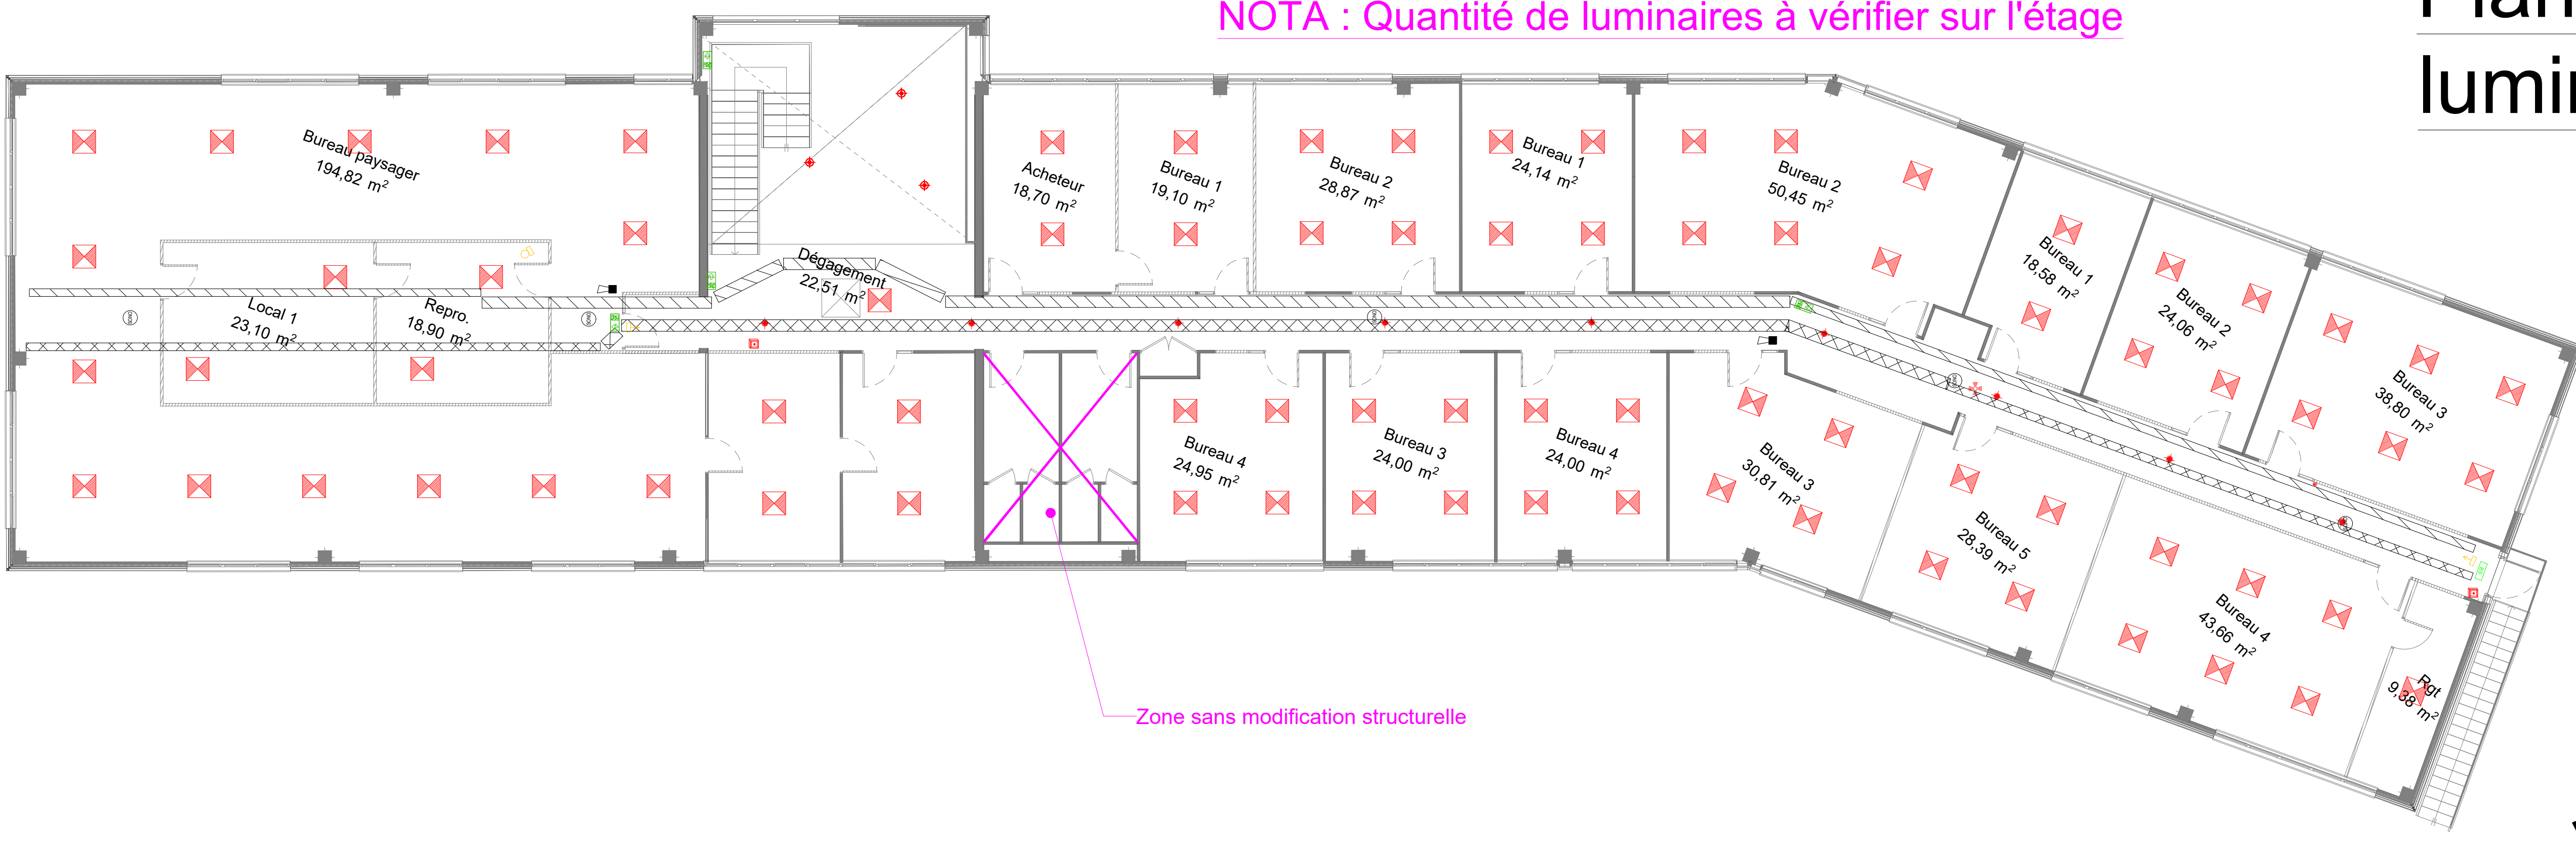 NOTA : Quantité de luminaires à vérifier sur l'étage
Bureau paysager
194,82 m²
Acheteur
18,70 m²
Bureau 1
19,10 m²
Bureau 2
28,87 m²
Bureau 1
24,14 m²
Bureau 2
50,45 m²
Bureau 1
18,58 m²
Bureau 2
24,06 m²
Bureau 3
38,80 m²
Dégagement
22,51 m²
Local 1
23,10 m²
Repro.
18,90 m²
Bureau 4
24,95 m²
Bureau 3
24,00 m²
Bureau 4
24,00 m²
Bureau 3
30,81 m²
Bureau 5
28,39 m²
Bureau 4
43,66 m²
Rgt
9,38 m²
Zone sans modification structurelle